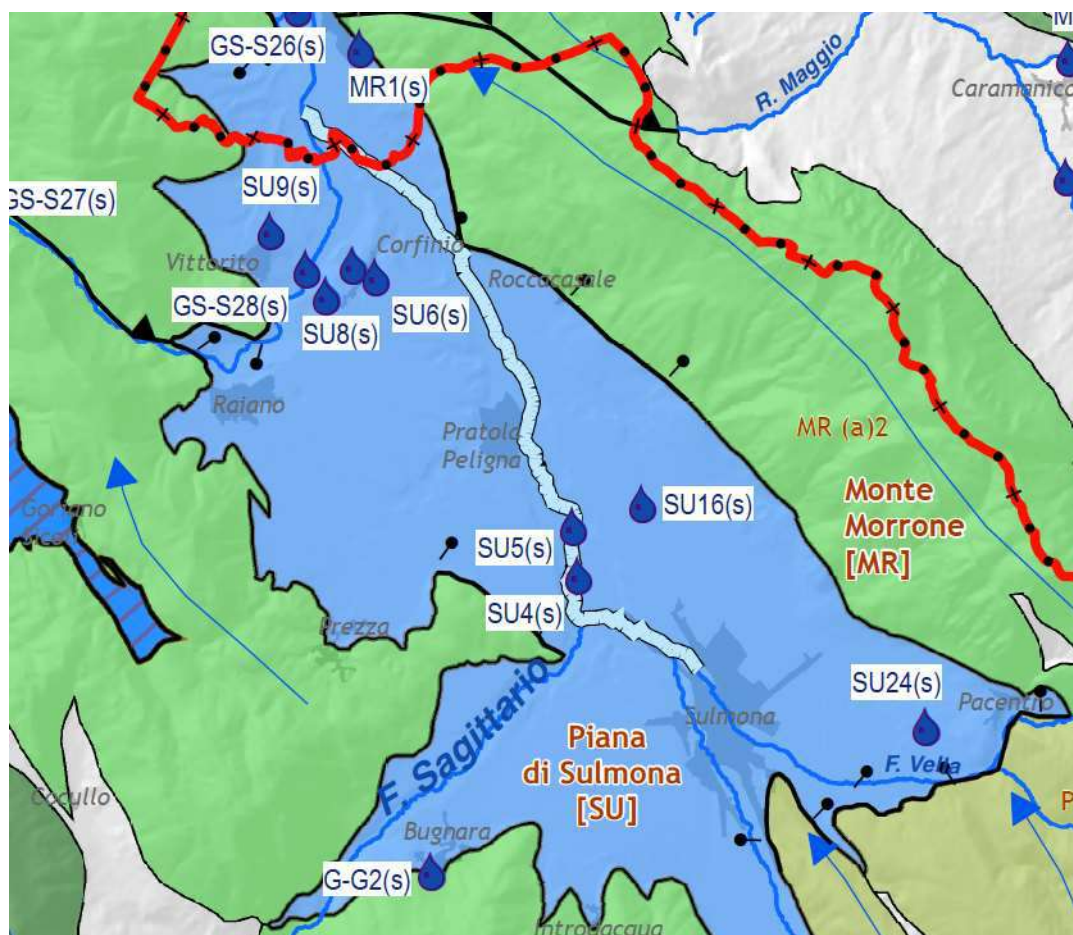 GS-S26(s)
MR1(s)
R. Maggio
Caramanico
GS-S27(s)
SU9(s)
Vittorito
Corfinio
Roccacasale
GS-S28(s)
SU8(s)
SU6(s)
Raiano
Pratola
Peligna
MR (a)2
Monte
Morrone
[MR]
SU16(s)
Goriano
SU5(s)
SU4(s)
Prezza
F. Sagittario
SU24(s)
Pacentro
Sulmona
F. Vella
Piana
di Sulmona
[SU]
Cocullo
Bugnara
G-G2(s)
Introdacqua